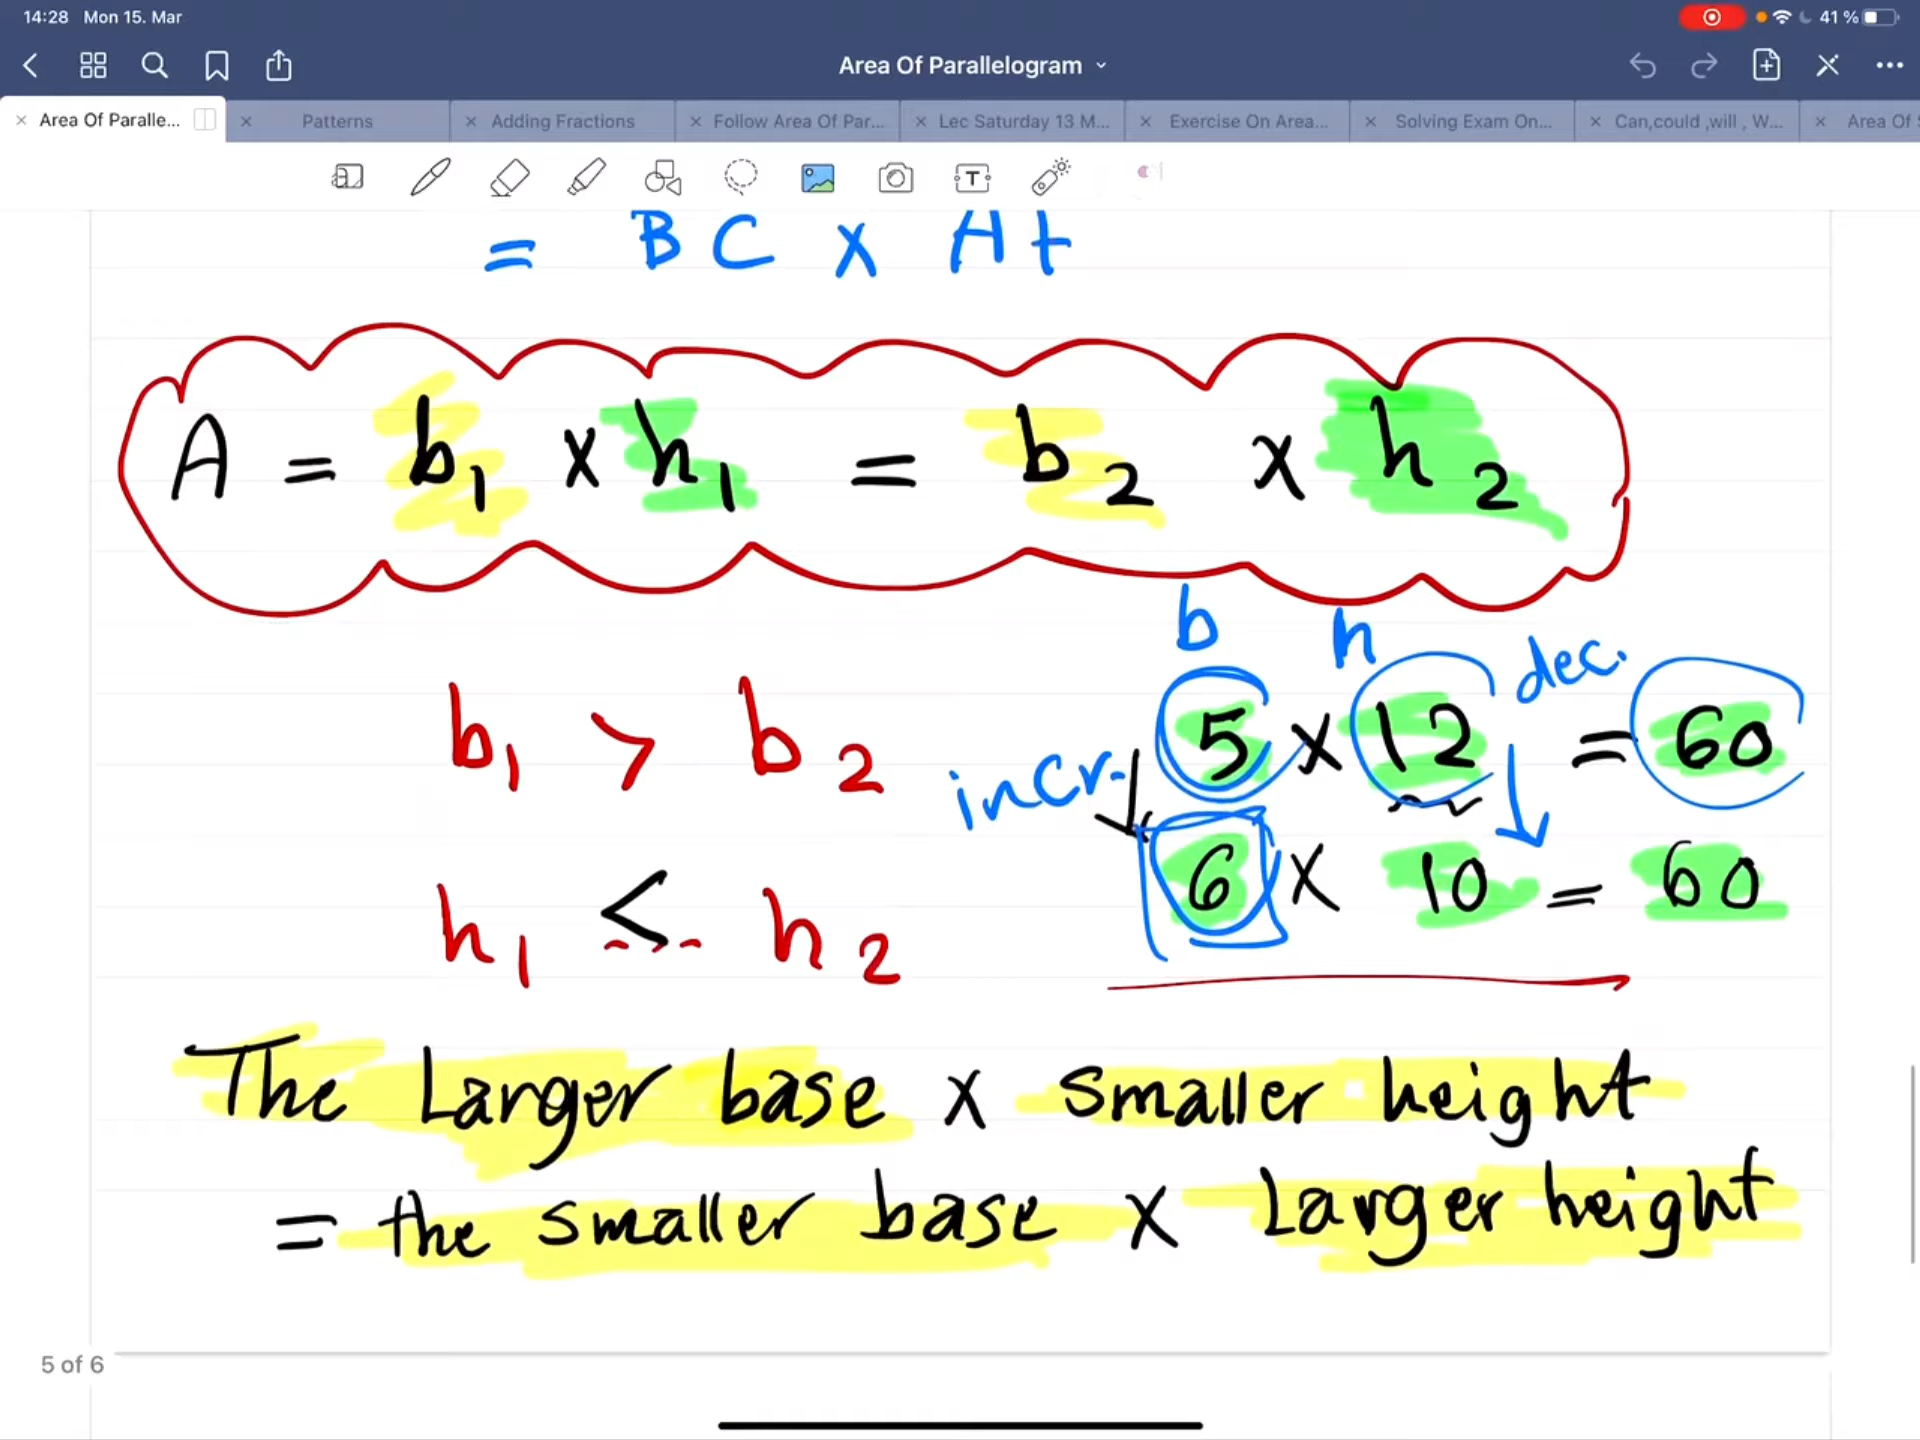 14:28 Mon 15. Mar
41 %
Area Of Parallelogram
Area Of Paralle...
Patterns
Adding Fractions
Follow Area Of Par...
Lec Saturday 13 M...
Exercise On Area...
Solving Exam On...
Can,could ,will , W...
Area Of
= BC x At
A = b₁ x h₁ = b₂ x h₂
b h
dec.
b₁ > b₂
incr.
5 x 12 = 60
6 x 10 = 60
h₁ < h₂
The Larger base x smaller height
= the smaller base x Larger height
5 of 6